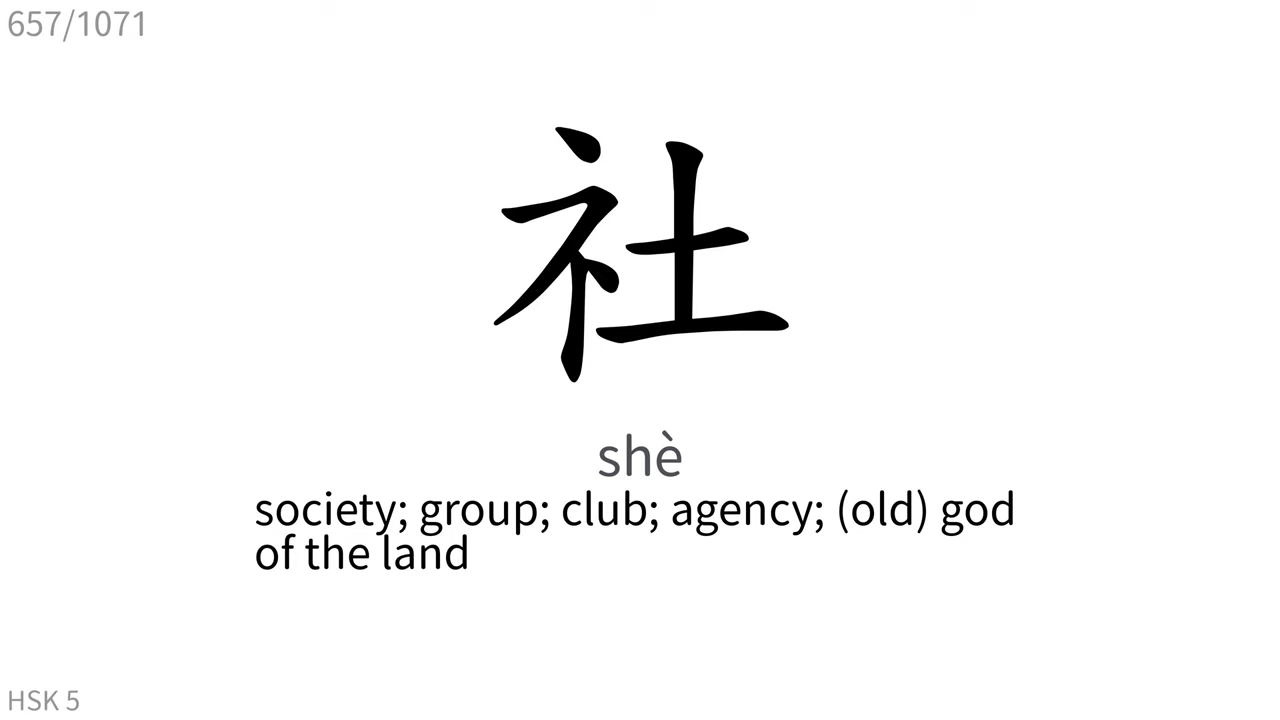 657/1071
社
shè
society; group; club; agency; (old) god
of the land
HSK 5